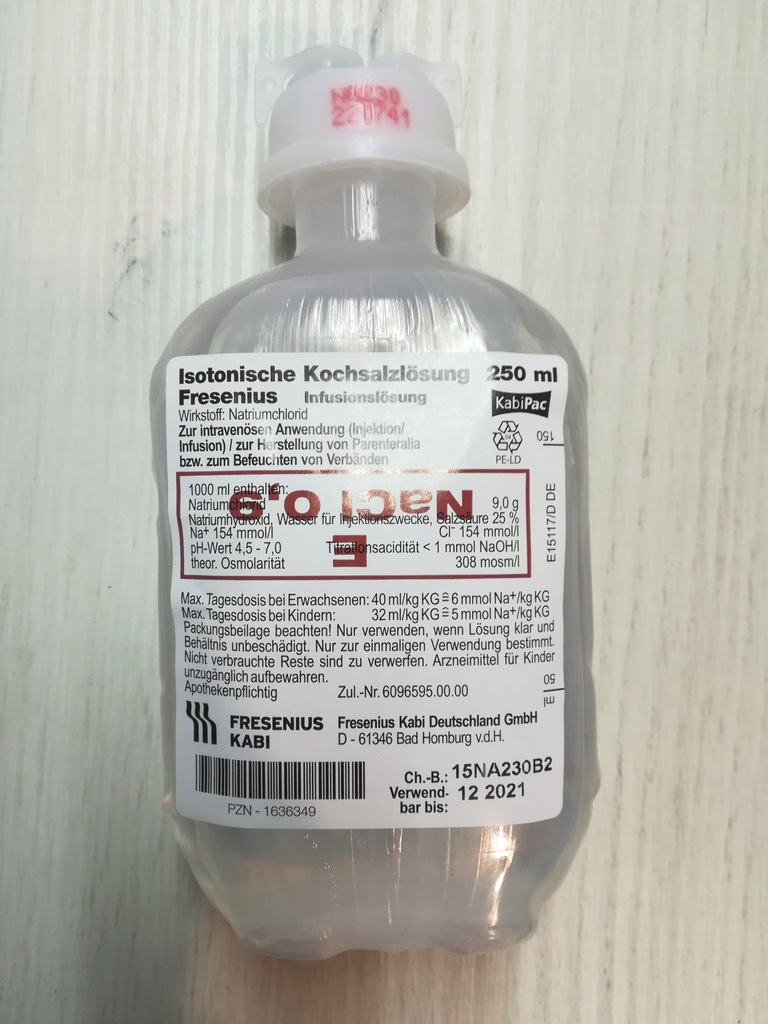 Isotonische Kochsalzlösung 250 ml
Fresenius Infusionslösung
KabiPac
Wirkstoff: Natriumchlorid
Zur intravenösen Anwendung (Injektion/
Infusion) / zur Herstellung von Parenteralia
bzw. zum Befeuchten von Verbänden
04
PE-LD
150
1000 ml enthalten:
Natriumchlorid 9,0 g
Natriumhydroxid, Wasser für Injektionszwecke, Salzsäure 25 %
Na⁺ 154 mmol/l Cl⁻ 154 mmol/l
pH-Wert 4,5 - 7,0 Titrationsacidität < 1 mmol NaOH/l
theor. Osmolarität 308 mosm/l
E
NaCl 0,9
E15117/D DE
Max. Tagesdosis bei Erwachsenen: 40 ml/kg KG ≙ 6 mmol Na⁺/kg KG
Max. Tagesdosis bei Kindern: 32 ml/kg KG ≙ 5 mmol Na⁺/kg KG
Packungsbeilage beachten! Nur verwenden, wenn Lösung klar und
Behältnis unbeschädigt. Nur zur einmaligen Verwendung bestimmt.
Nicht verbrauchte Reste sind zu verwerfen. Arzneimittel für Kinder
unzugänglich aufbewahren.
Apothekenpflichtig Zul.-Nr. 6096595.00.00
50
ml
FRESENIUS
KABI
Fresenius Kabi Deutschland GmbH
D - 61346 Bad Homburg v.d.H.
PZN - 1636349
Ch.-B.: 15NA230B2
Verwend- 12 2021
bar bis: